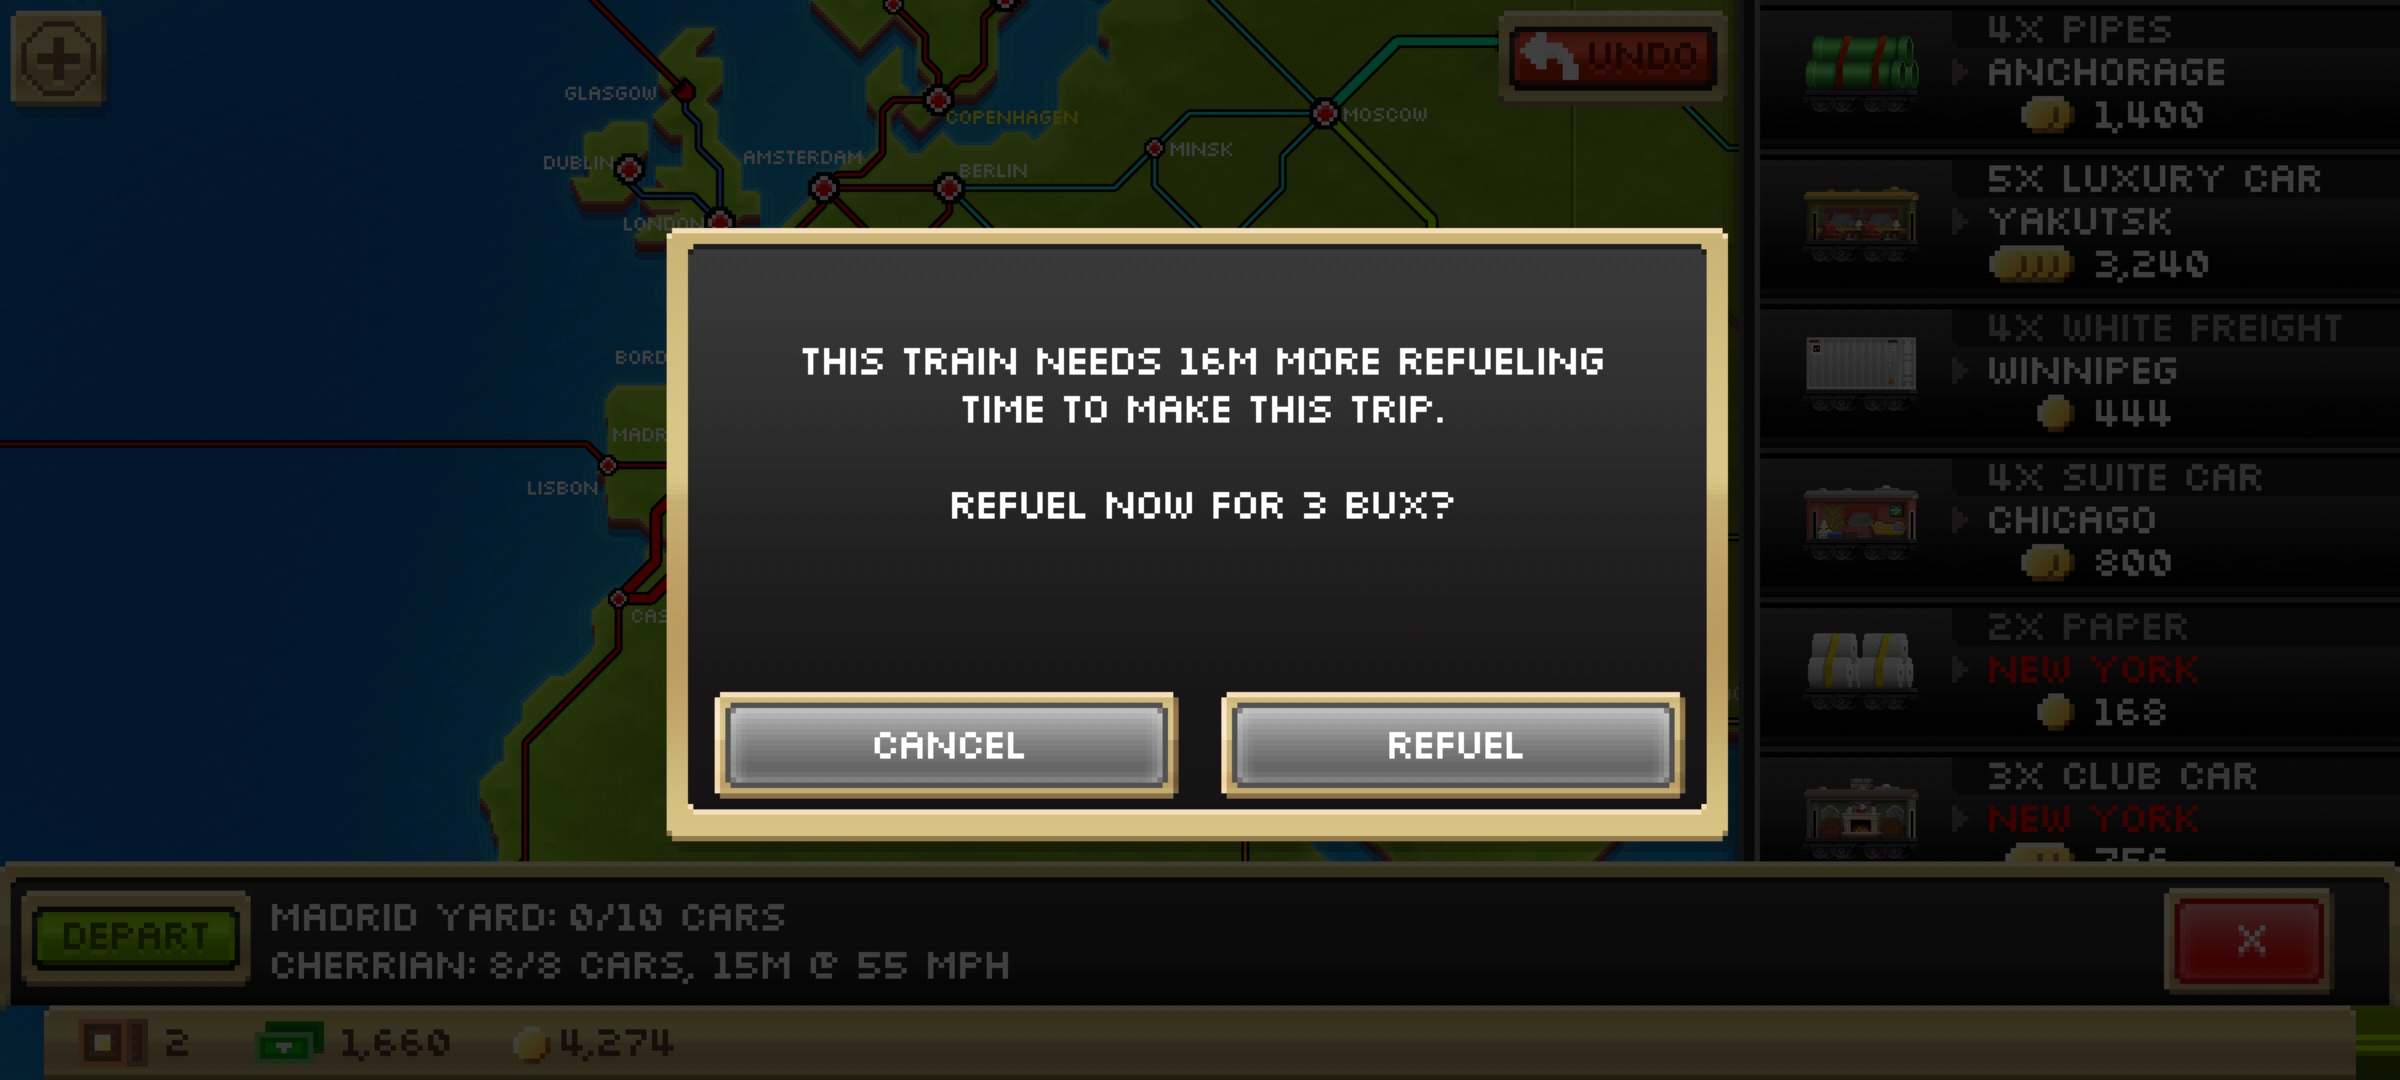 GLASGOW
COPENHAGEN
DUBLIN
AMSTERDAM
BERLIN
MINSK
MOSCOW
LONDON
BORD
MADR
LISBON
CAS
UNDO
4X PIPES
ANCHORAGE
1,400
5X LUXURY CAR
YAKUTSK
3,240
4X WHITE FREIGHT
WINNIPEG
444
4X SUITE CAR
CHICAGO
800
2X PAPER
NEW YORK
168
3X CLUB CAR
NEW YORK
THIS TRAIN NEEDS 16M MORE REFUELING
TIME TO MAKE THIS TRIP.
REFUEL NOW FOR 3 BUX?
CANCEL
REFUEL
DEPART
MADRID YARD: 0/10 CARS
CHERRIAN: 8/8 CARS, 15M @ 55 MPH
X
2
1,660
4,274